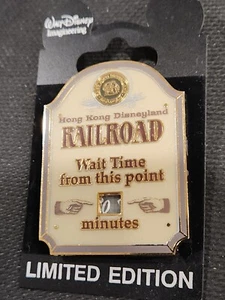 Walt Disney
Imagineering
Hong Kong Disneyland
RAILROAD
Wait Time
from this point
minutes
LIMITED EDITION